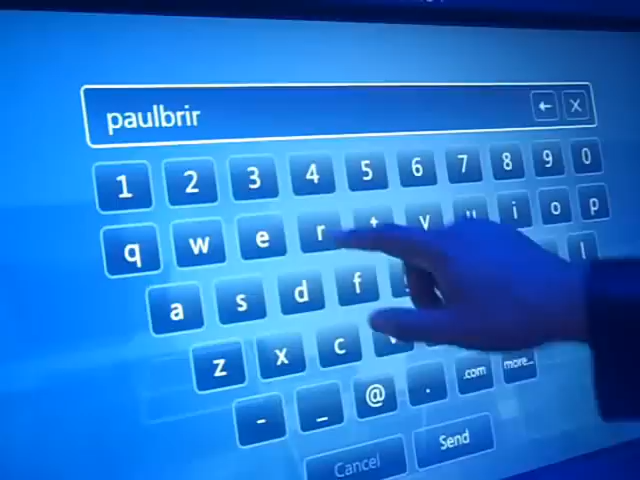 paulbrir
1 2 3 4 5 6 7 8 9 0
q w e r t y u i o p
a s d f l
z x c v
- _ @ . .com more...
Cancel Send